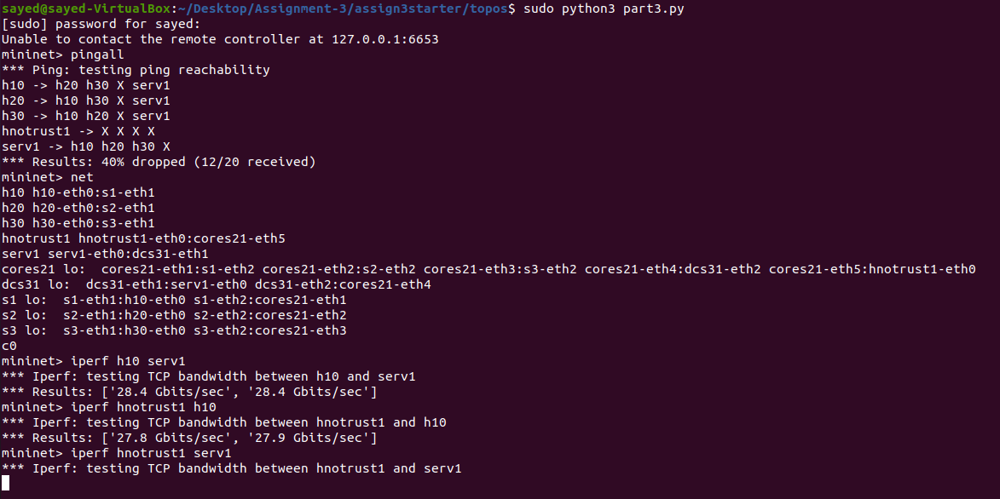 sayed@sayed-VirtualBox:~/Desktop/Assignment-3/assign3starter/topos$ sudo python3 part3.py
[sudo] password for sayed:
Unable to contact the remote controller at 127.0.0.1:6653
mininet> pingall
*** Ping: testing ping reachability
h10 -> h20 h30 X serv1
h20 -> h10 h30 X serv1
h30 -> h10 h20 X serv1
hnotrust1 -> X X X X
serv1 -> h10 h20 h30 X
*** Results: 40% dropped (12/20 received)
mininet> net
h10 h10-eth0:s1-eth1
h20 h20-eth0:s2-eth1
h30 h30-eth0:s3-eth1
hnotrust1 hnotrust1-eth0:cores21-eth5
serv1 serv1-eth0:dcs31-eth1
cores21 lo:  cores21-eth1:s1-eth2 cores21-eth2:s2-eth2 cores21-eth3:s3-eth2 cores21-eth4:dcs31-eth2 cores21-eth5:hnotrust1-eth0
dcs31 lo:  dcs31-eth1:serv1-eth0 dcs31-eth2:cores21-eth4
s1 lo:  s1-eth1:h10-eth0 s1-eth2:cores21-eth1
s2 lo:  s2-eth1:h20-eth0 s2-eth2:cores21-eth2
s3 lo:  s3-eth1:h30-eth0 s3-eth2:cores21-eth3
c0
mininet> iperf h10 serv1
*** Iperf: testing TCP bandwidth between h10 and serv1
*** Results: ['28.4 Gbits/sec', '28.4 Gbits/sec']
mininet> iperf hnotrust1 h10
*** Iperf: testing TCP bandwidth between hnotrust1 and h10
*** Results: ['27.8 Gbits/sec', '27.9 Gbits/sec']
mininet> iperf hnotrust1 serv1
*** Iperf: testing TCP bandwidth between hnotrust1 and serv1